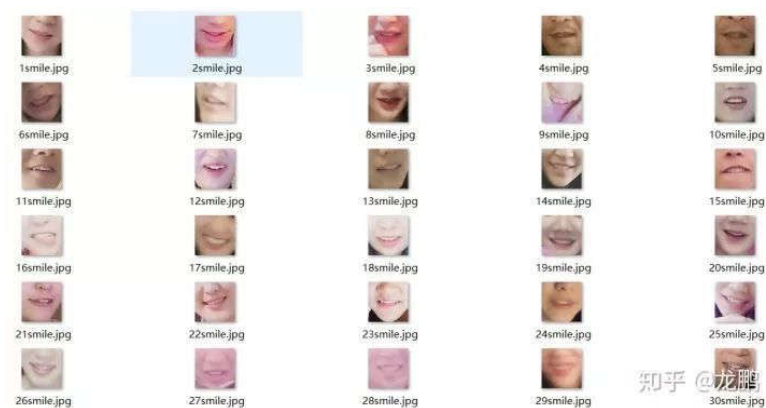 1smile.jpg 2smile.jpg 3smile.jpg 4smile.jpg 5smile.jpg
6smile.jpg 7smile.jpg 8smile.jpg 9smile.jpg 10smile.jpg
11smile.jpg 12smile.jpg 13smile.jpg 14smile.jpg 15smile.jpg
16smile.jpg 17smile.jpg 18smile.jpg 19smile.jpg 20smile.jpg
21smile.jpg 22smile.jpg 23smile.jpg 24smile.jpg 25smile.jpg
知乎 @龙鹏
26smile.jpg 27smile.jpg 28smile.jpg 29smile.jpg 30smile.jpg